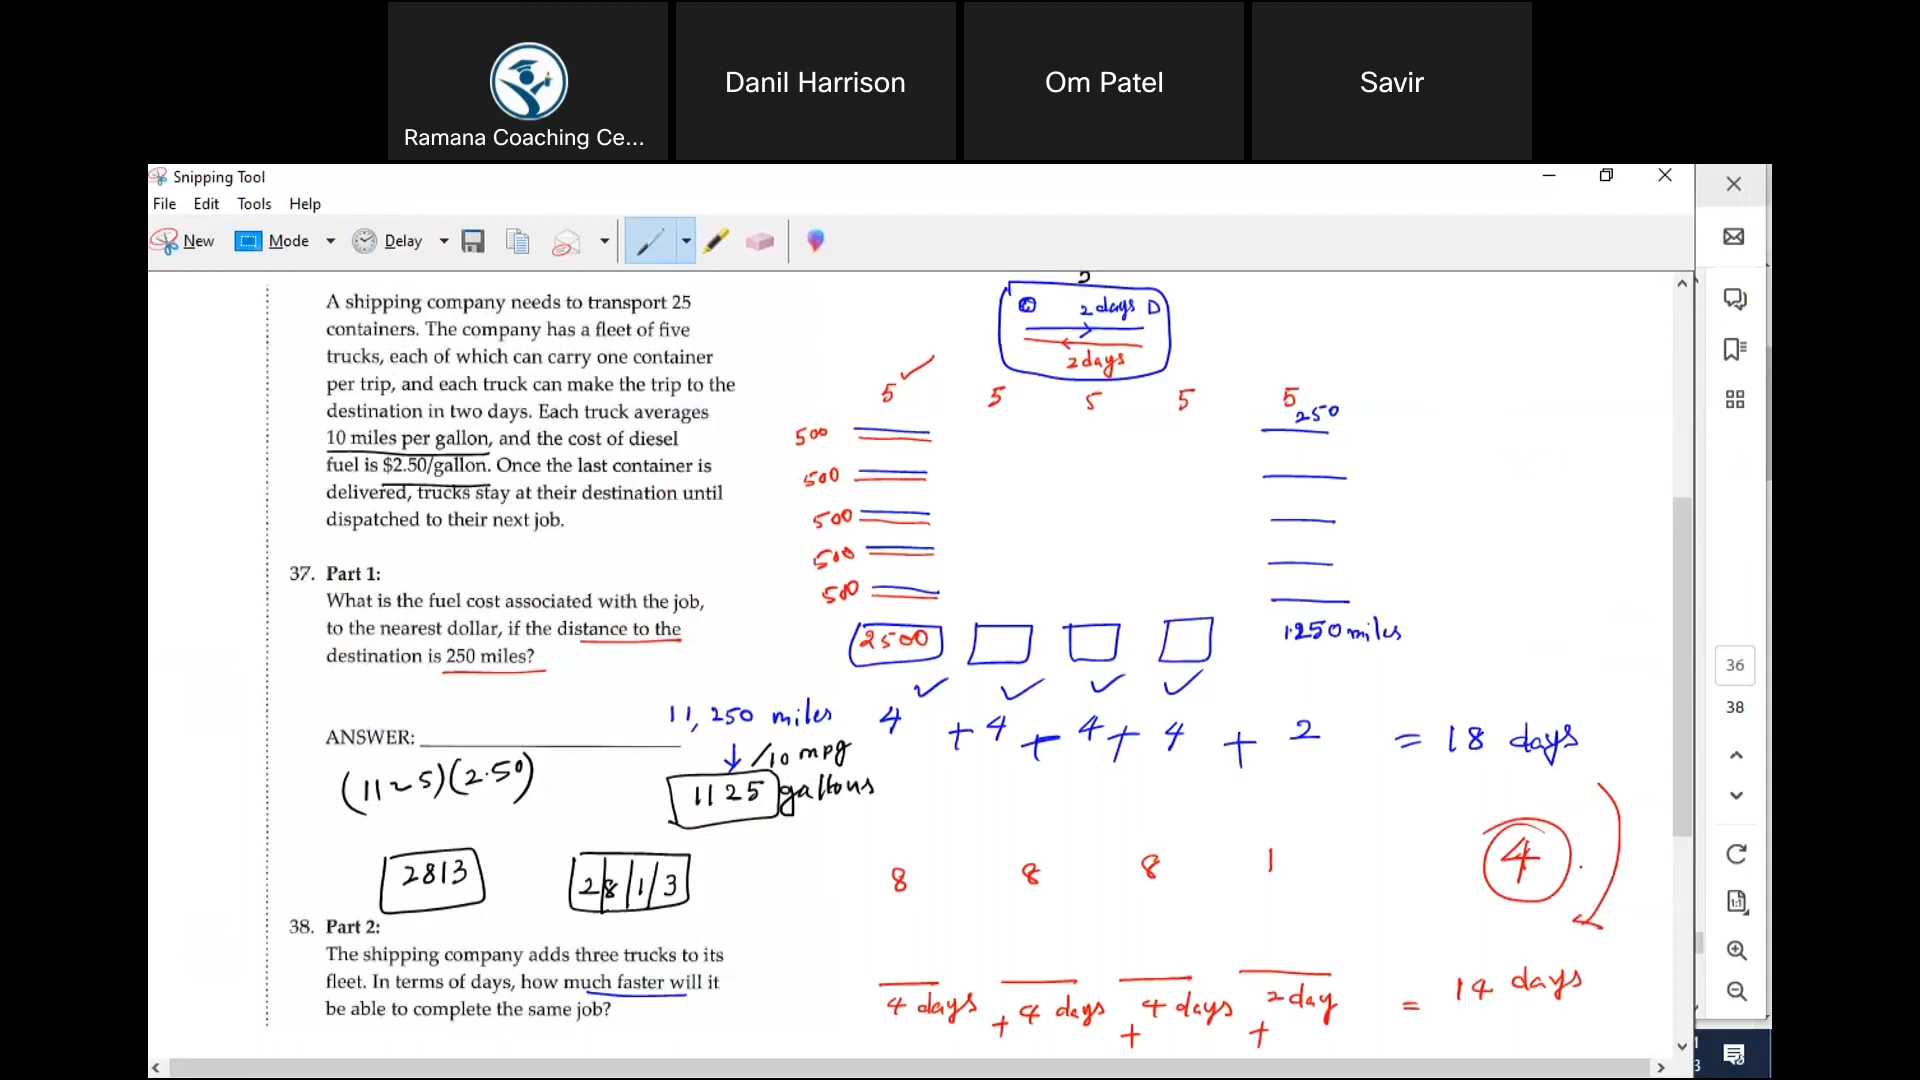 Ramana Coaching Ce...
Danil Harrison
Om Patel
Savir
Snipping Tool
File Edit Tools Help
New Mode Delay
A shipping company needs to transport 25
containers. The company has a fleet of five
trucks, each of which can carry one container
per trip, and each truck can make the trip to the
destination in two days. Each truck averages
10 miles per gallon, and the cost of diesel
fuel is $2.50/gallon. Once the last container is
delivered, trucks stay at their destination until
dispatched to their next job.
37. Part 1:
What is the fuel cost associated with the job,
to the nearest dollar, if the distance to the
destination is 250 miles?
ANSWER:
(1125)(2.50)
2813
2813
38. Part 2:
The shipping company adds three trucks to its
fleet. In terms of days, how much faster will it
be able to complete the same job?
2 days D
2 days
5 5 5 5 5
250
500
500
500
500
500
2500
1250 miles
11,250 miles
/10 mpg
1125 gallons
4 + 4 + 4 + 4 + 2 = 18 days
8 8 8 1
4
4 days + 4 days + 4 days + 2 day = 14 days
36
38
1:1